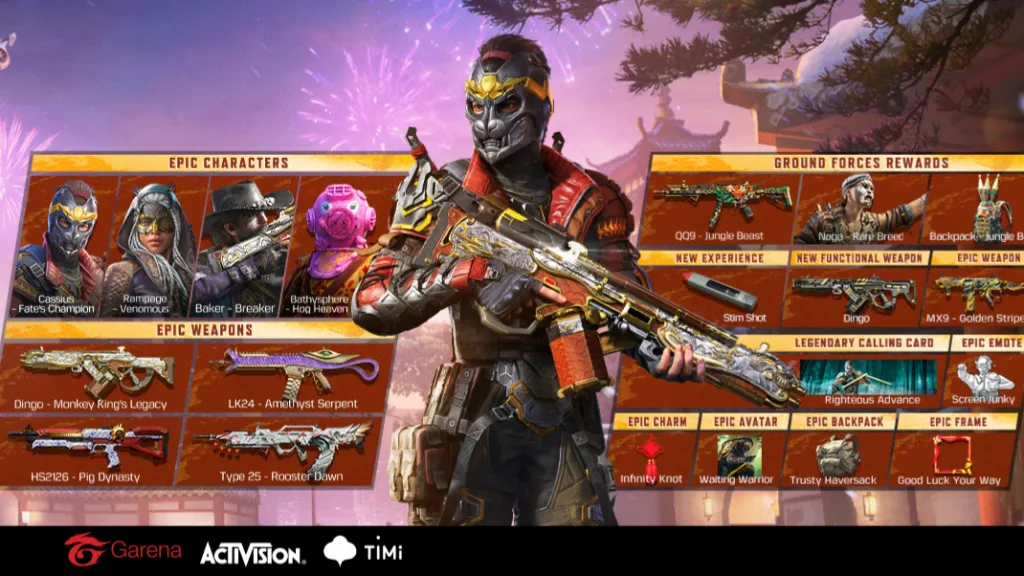 EPIC CHARACTERS
Cassius
- Fate's Champion
Rampage
- Venomous
Baker - Breaker
Bathysphere
- Hog Heaven
EPIC WEAPONS
Dingo - Monkey King's Legacy
LK24 - Amethyst Serpent
HS2126 - Pig Dynasty
Type 25 - Rooster Dawn
GROUND FORCES REWARDS
QQ9 - Jungle Beast
Naga - Rare Breed
Backpack - Jungle B
NEW EXPERIENCE
NEW FUNCTIONAL WEAPON
EPIC WEAPON
Stim Shot
Dingo
MX9 - Golden Stripe
LEGENDARY CALLING CARD
EPIC EMOTE
Righteous Advance
Screen Junky
EPIC CHARM
EPIC AVATAR
EPIC BACKPACK
EPIC FRAME
Infinity Knot
Waiting Warrior
Trusty Haversack
Good Luck Your Way
Garena
ACTIVISION
TiMi